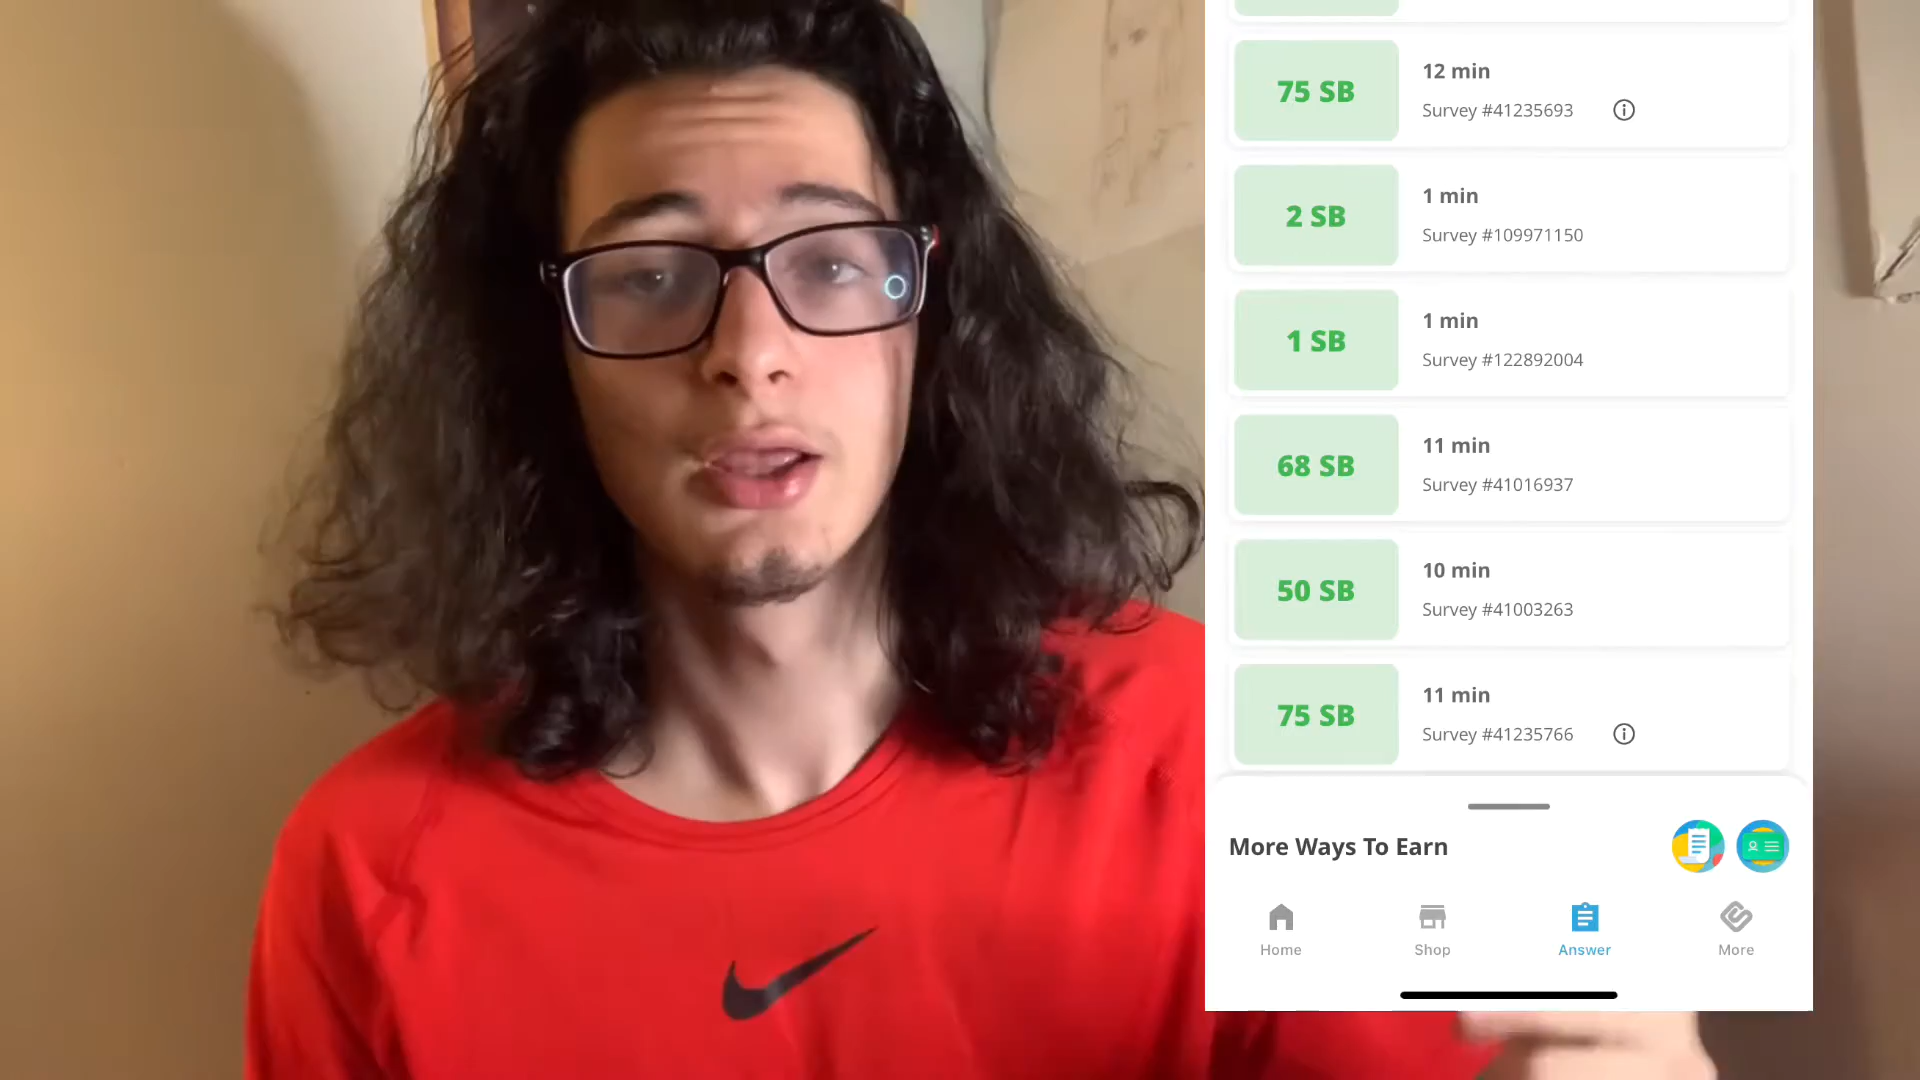 75 SB
12 min
Survey #41235693
2 SB
1 min
Survey #109971150
1 SB
1 min
Survey #122892004
68 SB
11 min
Survey #41016937
50 SB
10 min
Survey #41003263
75 SB
11 min
Survey #41235766
More Ways To Earn
Home
Shop
Answer
More